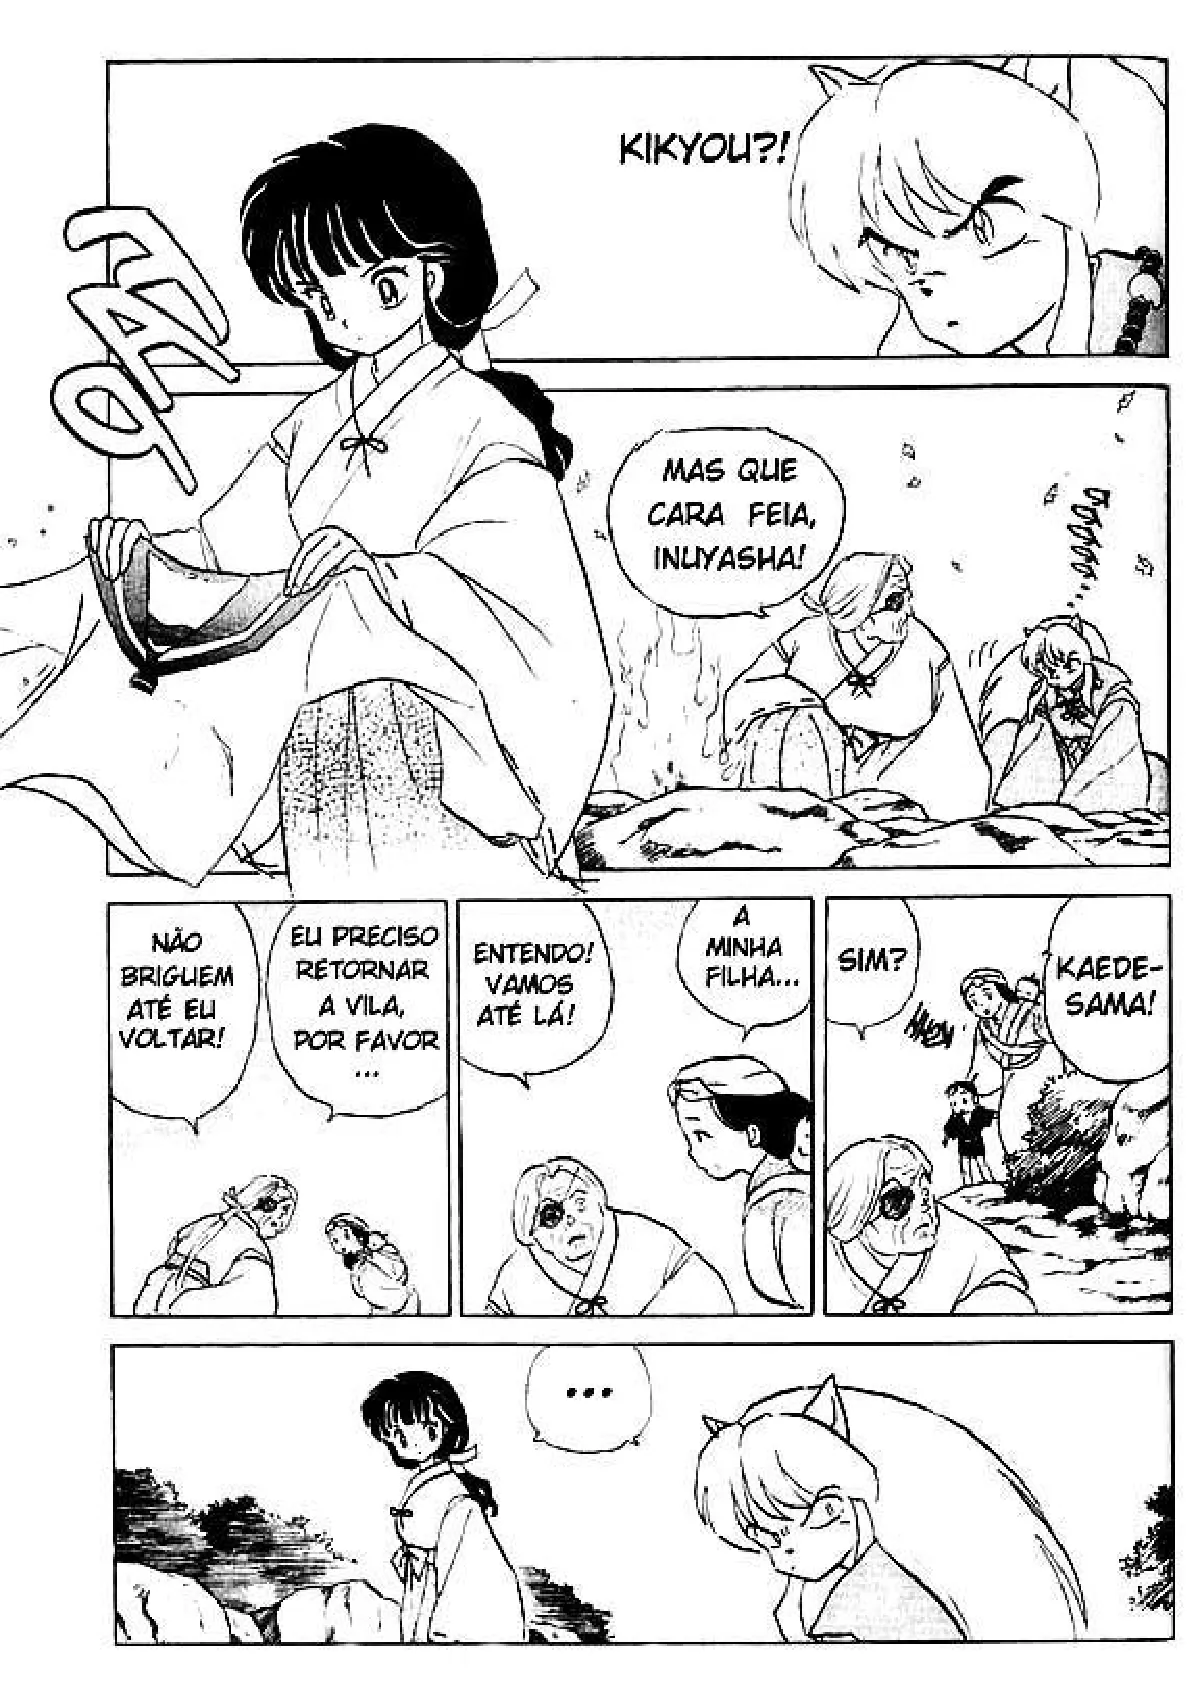 KIKYOU?!
MAS QUE
CARA FEIA,
INUYASHA!
KAEDE-
SAMA!
SIM?
A
MINHA
FILHA...
ENTENDO!
VAMOS
ATÉ LÁ!
EU PRECISO
RETORNAR
A VILA,
POR FAVOR
...
NÃO
BRIGUEM
ATÉ EU
VOLTAR!
...